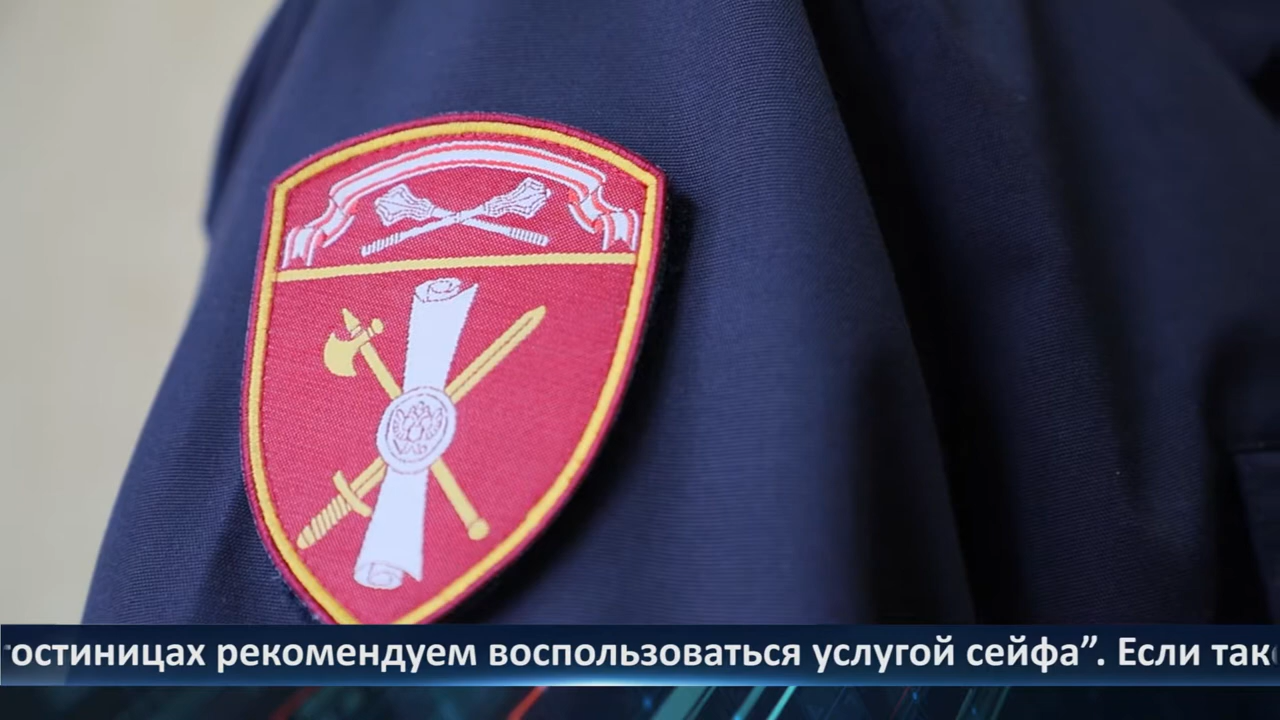 остиницах рекомендуем воспользоваться услугой сейфа”. Если так